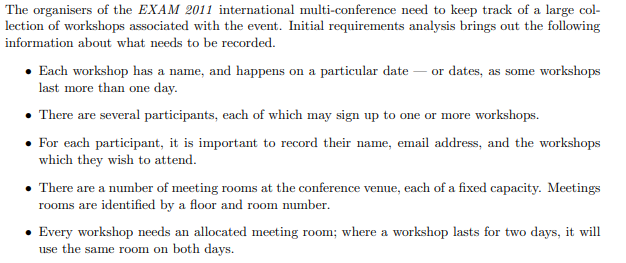 The organisers of the EXAM 2011 international multi-conference need to keep track of a large col-
lection of workshops associated with the event. Initial requirements analysis brings out the following
information about what needs to be recorded.
• Each workshop has a name, and happens on a particular date — or dates, as some workshops
last more than one day.
• There are several participants, each of which may sign up to one or more workshops.
• For each participant, it is important to record their name, email address, and the workshops
which they wish to attend.
• There are a number of meeting rooms at the conference venue, each of a fixed capacity. Meetings
rooms are identified by a floor and room number.
• Every workshop needs an allocated meeting room; where a workshop lasts for two days, it will
use the same room on both days.